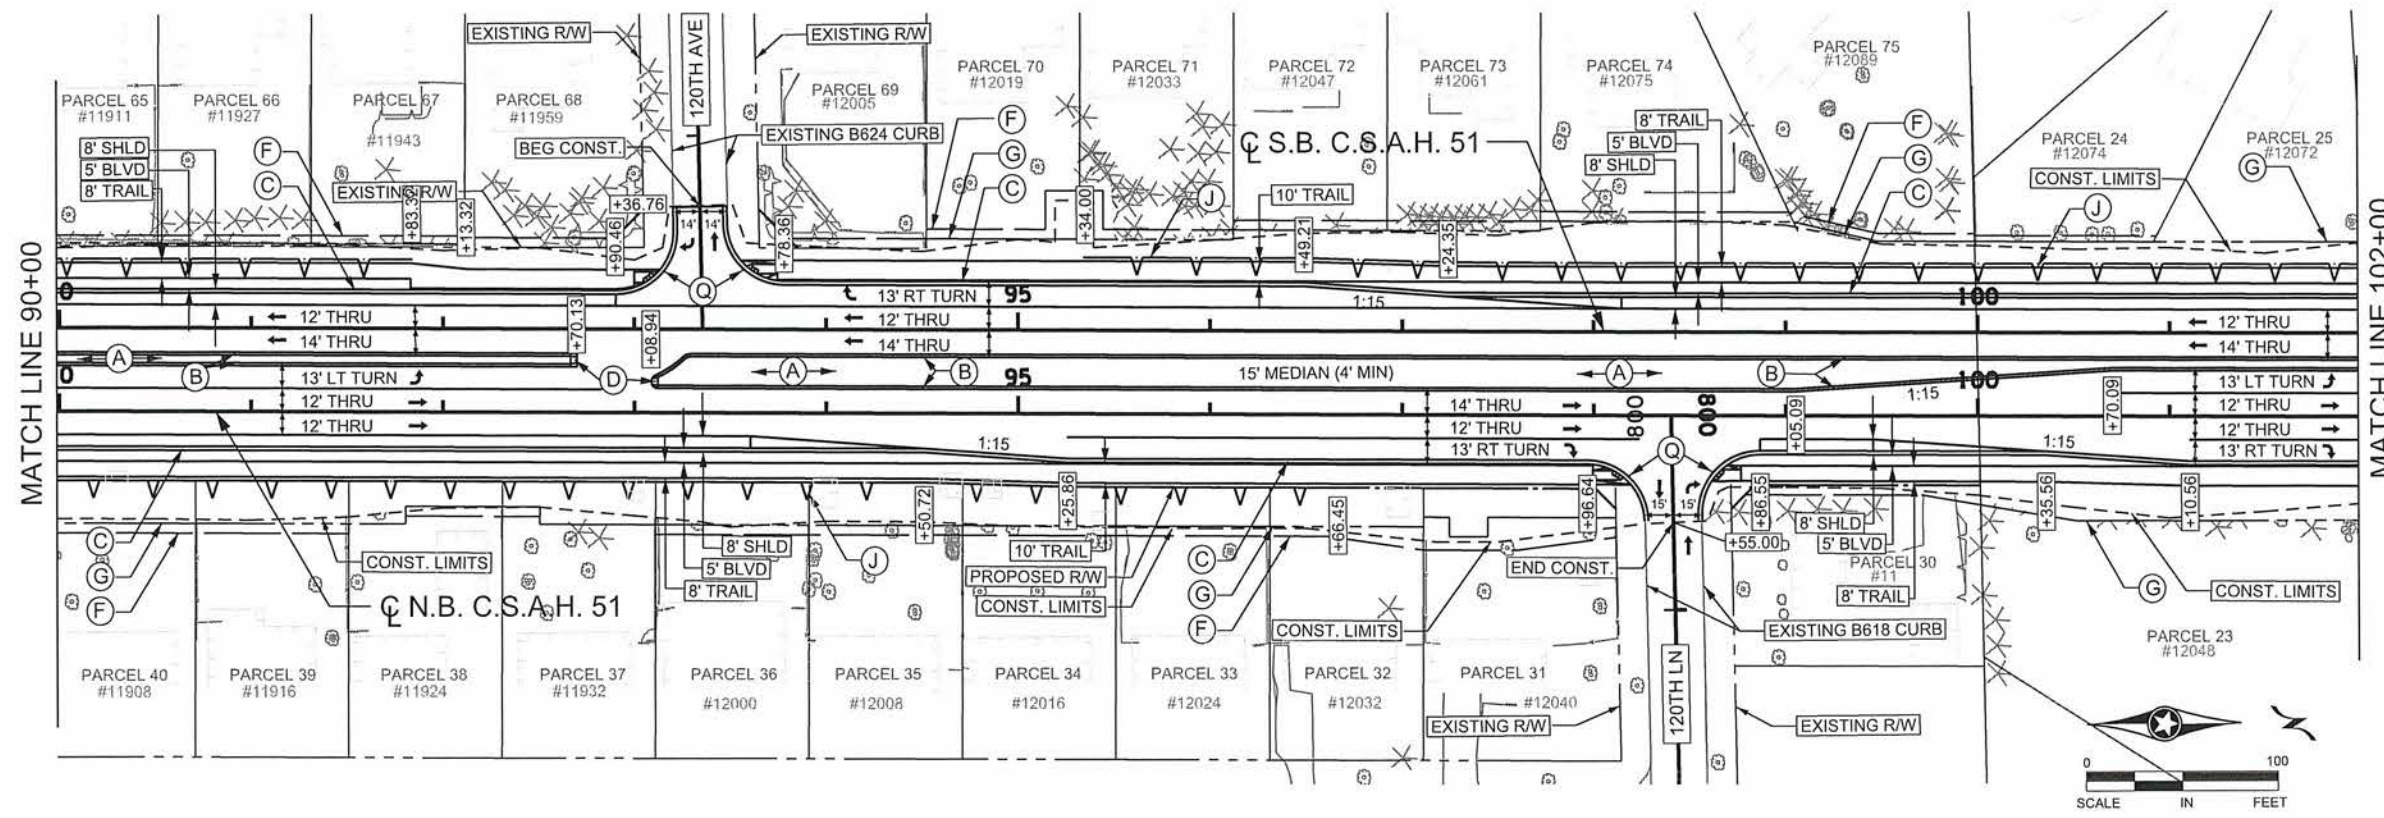 EXISTING R/W
120TH AVE
EXISTING R/W
PARCEL 65
#11911
PARCEL 66
#11927
PARCEL 67
#11943
PARCEL 68
#11959
PARCEL 69
#12005
PARCEL 70
#12019
PARCEL 71
#12033
PARCEL 72
#12047
PARCEL 73
#12061
PARCEL 74
#12075
PARCEL 75
#12089
PARCEL 24
#12074
PARCEL 25
#12072
8' SHLD
5' BLVD
8' TRAIL
F
C
EXISTING R/W
BEG CONST.
EXISTING B624 CURB
F
G
C
℄ S.B. C.S.A.H. 51
8' TRAIL
5' BLVD
8' SHLD
F
G
C
CONST. LIMITS
G
J
10' TRAIL
J
+13.32
+90.46
+36.76
14'
14'
+78.36
+34.00
+49.21
+24.35
MATCH LINE 90+00
MATCH LINE 102+00
0
Q
13' RT TURN
95
1:15
100
12' THRU
12' THRU
12' THRU
14' THRU
14' THRU
14' THRU
+70.13
+08.94
A
B
D
A
B
15' MEDIAN (4' MIN)
A
B
0
95
100
13' LT TURN
12' THRU
12' THRU
14' THRU
12' THRU
13' RT TURN
800
800
1:15
13' LT TURN
12' THRU
12' THRU
13' RT TURN
+05.09
+70.09
1:15
1:15
Q
15'
15'
+50.72
+25.86
+66.45
+96.64
+86.55
+35.56
+10.56
C
G
F
CONST. LIMITS
8' SHLD
5' BLVD
8' TRAIL
J
10' TRAIL
PROPOSED R/W
CONST. LIMITS
C
G
F
CONST. LIMITS
END CONST.
+55.00
8' SHLD
5' BLVD
PARCEL 30
#11
8' TRAIL
G
CONST. LIMITS
℄ N.B. C.S.A.H. 51
EXISTING B618 CURB
PARCEL 40
#11908
PARCEL 39
#11916
PARCEL 38
#11924
PARCEL 37
#11932
PARCEL 36
#12000
PARCEL 35
#12008
PARCEL 34
#12016
PARCEL 33
#12024
PARCEL 32
#12032
PARCEL 31
#12040
PARCEL 23
#12048
EXISTING R/W
120TH LN
EXISTING R/W
0
100
SCALE IN FEET